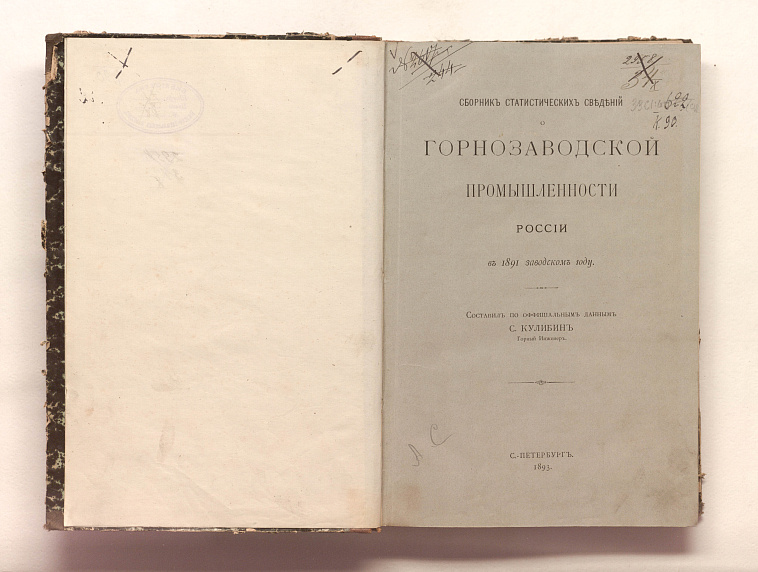 244
СБОРНИКЪ СТАТИСТИЧЕСКИХЪ СВѢДѢНІЙ
О
ГОРНОЗАВОДСКОЙ
ПРОМЫШЛЕННОСТИ
РОССІИ
въ 1891 заводскомъ году.
Составилъ по оффиціальнымъ даннымъ
С. КУЛИБИНЪ
Горный Инженеръ.
С.-ПЕТЕРБУРГЪ.
1893.